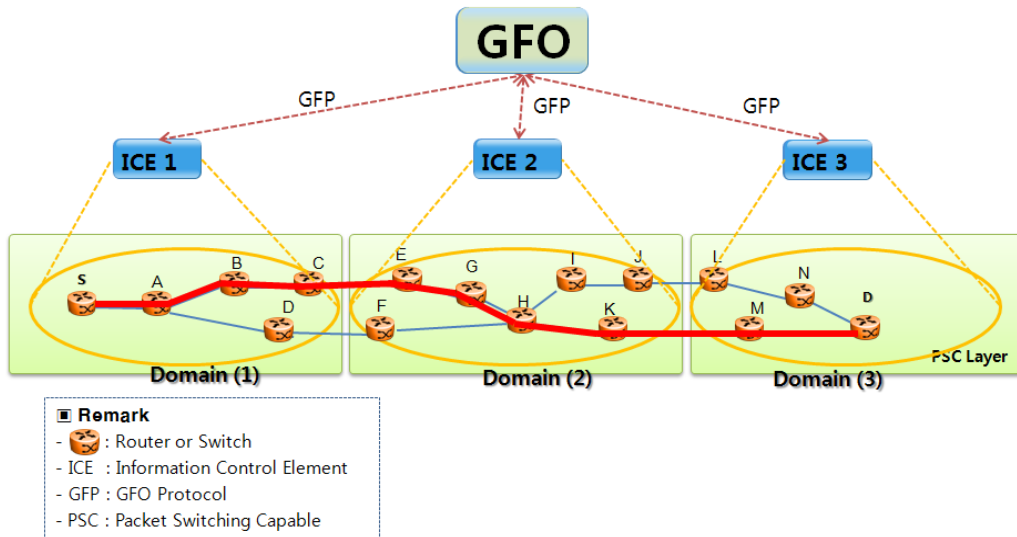 GFO
GFP
GFP
GFP
ICE 1
ICE 2
ICE 3
S
A
B
C
D
E
F
G
H
I
J
K
L
M
N
D
PSC Layer
Domain (1)
Domain (2)
Domain (3)
▣ Remark
- : Router or Switch
- ICE : Information Control Element
- GFP : GFO Protocol
- PSC : Packet Switching Capable